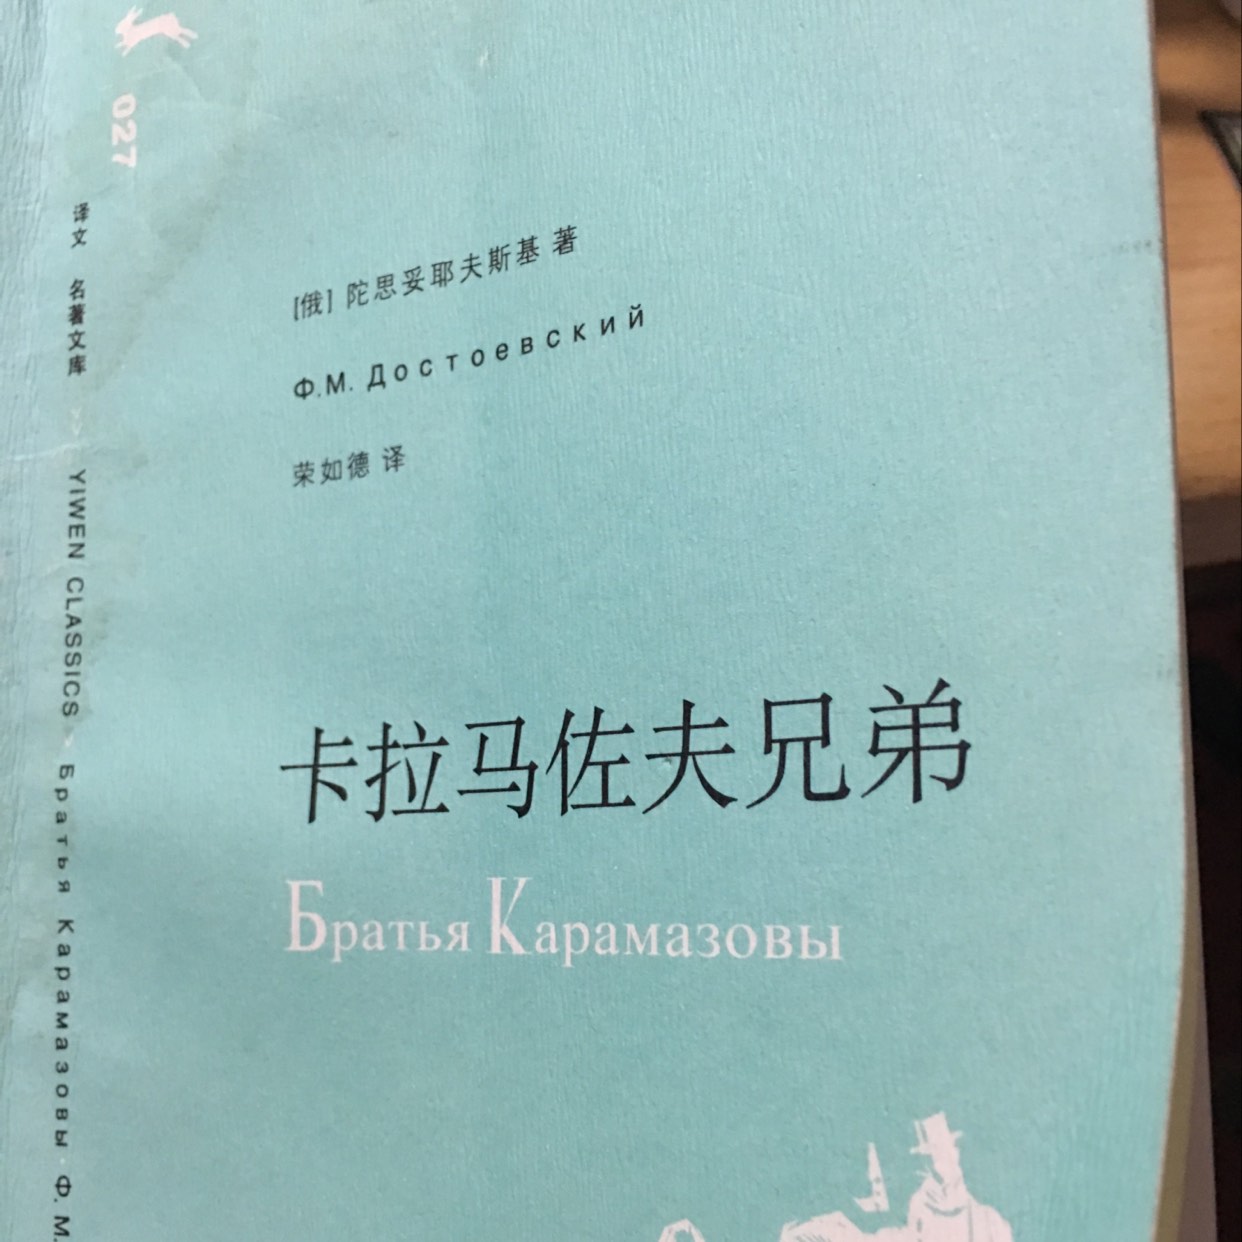 027
译文 名著文库
YIWEN CLASSICS · Братья Карамазовы · Ф. М.
[俄] 陀思妥耶夫斯基 著
Ф.М. Достоевский
荣如德 译
卡拉马佐夫兄弟
Братья Карамазовы